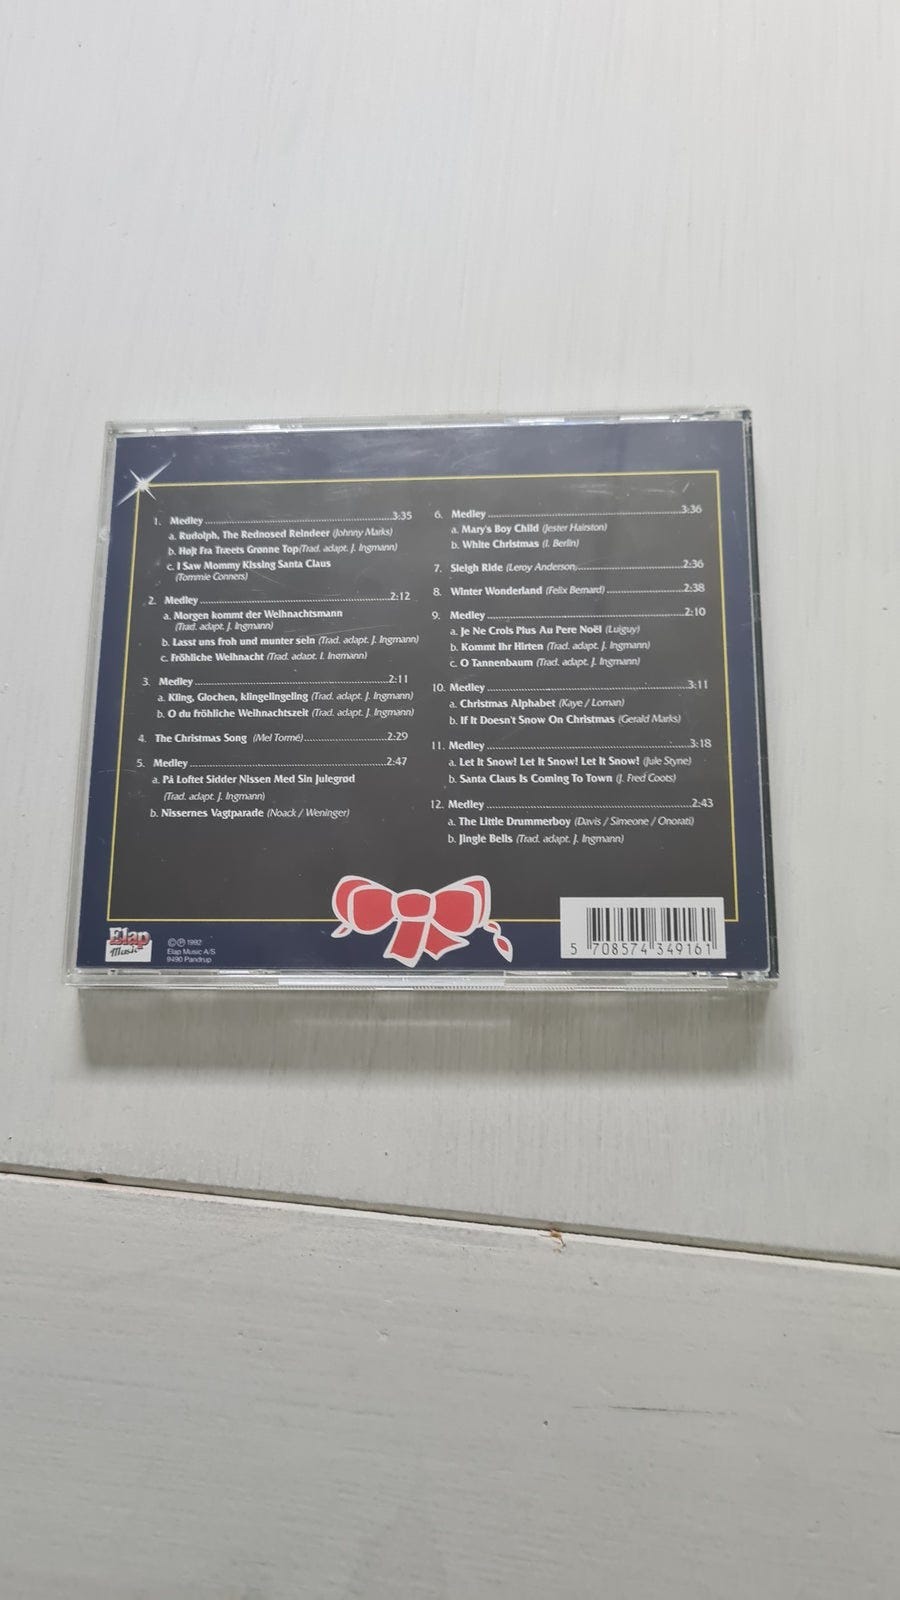 1. Medley 3:35
a. Rudolph, The Rednosed Reindeer (Johnny Marks)
b. Højt Fra Træets Grønne Top(Trad. adapt. J. Ingmann)
c. I Saw Mommy Kissing Santa Claus
(Tommie Conners)
2. Medley 2:12
a. Morgen kommt der Weihnachtsmann
(Trad. adapt. J. Ingmann)
b. Lasst uns froh und munter sein (Trad. adapt. J. Ingmann)
c. Fröhliche Weihnacht (Trad. adapt. J. Ingmann)
3. Medley 2:11
a. Kling, Glochen, klingelingeling (Trad. adapt. J. Ingmann)
b. O du fröhliche Weihnachtszeit (Trad. adapt. J. Ingmann)
4. The Christmas Song (Mel Tormé) 2:29
5. Medley 2:47
a. På Loftet Sidder Nissen Med Sin Julegrød
(Trad. adapt. J. Ingmann)
b. Nissernes Vagtparade (Noack / Weninger)
6. Medley 3:36
a. Mary's Boy Child (Jester Hairston)
b. White Christmas (I. Berlin)
7. Sleigh Ride (Leroy Anderson) 2:36
8. Winter Wonderland (Felix Bernard) 2:38
9. Medley 2:10
a. Je Ne Crois Plus Au Pere Noël (Luiguy)
b. Kommt Ihr Hirten (Trad. adapt. J. Ingmann)
c. O Tannenbaum (Trad. adapt. J. Ingmann)
10. Medley 3:11
a. Christmas Alphabet (Kaye / Loman)
b. If It Doesn't Snow On Christmas (Gerald Marks)
11. Medley 3:18
a. Let It Snow! Let It Snow! Let It Snow! (Jule Styne)
b. Santa Claus Is Coming To Town (J. Fred Coots)
12. Medley 2:43
a. The Little Drummerboy (Davis / Simeone / Onorati)
b. Jingle Bells (Trad. adapt. J. Ingmann)
Elap
Music
©℗ 1992
Elap Music A/S
9490 Pandrup
5 708574 349161